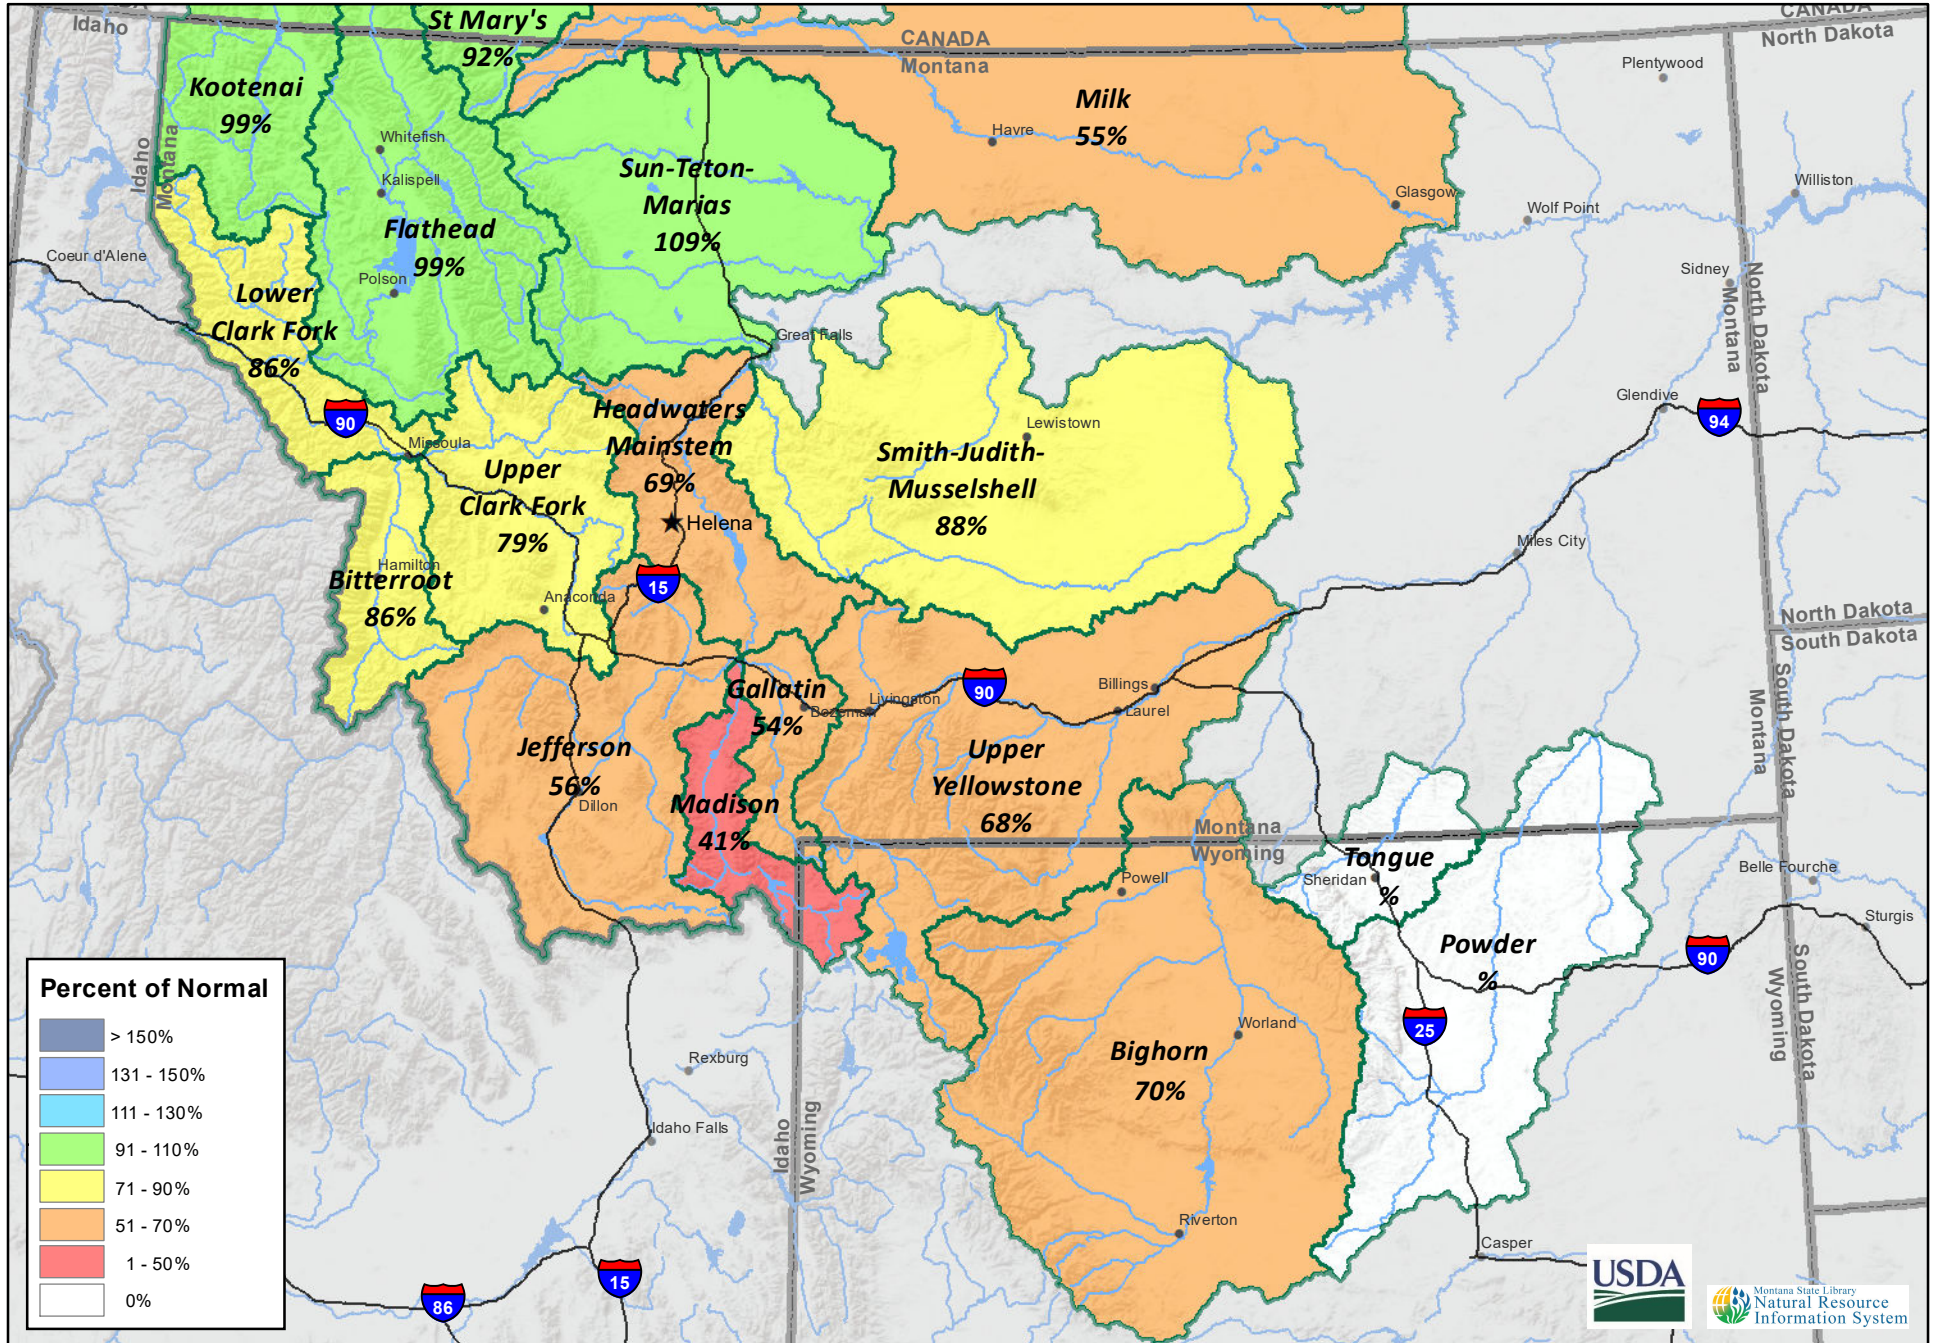 CANADA
Idaho
St Mary's
92%
CANADA
Montana
CANADA
North Dakota
Kootenai
99%
Idaho
Montana
Whitefish
Kalispell
Flathead
99%
Polson
Sun-Teton-
Marias
109%
Milk
55%
Havre
Glasgow
Plentywood
Williston
Wolf Point
Sidney
North Dakota
Montana
Coeur d'Alene
Lower
Clark Fork
86%
90
Missoula
Great Falls
Headwaters
Mainstem
69%
Helena
Lewistown
Smith-Judith-
Musselshell
88%
Glendive
94
Upper
Clark Fork
79%
Hamilton
Bitterroot
86%
Anaconda
15
Miles City
North Dakota
South Dakota
South Dakota
Montana
Gallatin
54%
Bozeman
Livingston
90
Billings
Laurel
Jefferson
56%
Dillon
Madison
41%
Upper
Yellowstone
68%
Montana
Wyoming
Powell
Tongue
%
Sheridan
Powder
%
Belle Fourche
Sturgis
90
South Dakota
Wyoming
25
Worland
Bighorn
70%
Riverton
Casper
Rexburg
Idaho Falls
Idaho
Wyoming
15
86
Percent of Normal
> 150%
131 - 150%
111 - 130%
91 - 110%
71 - 90%
51 - 70%
1 - 50%
0%
USDA
Montana State Library
Natural Resource
Information System